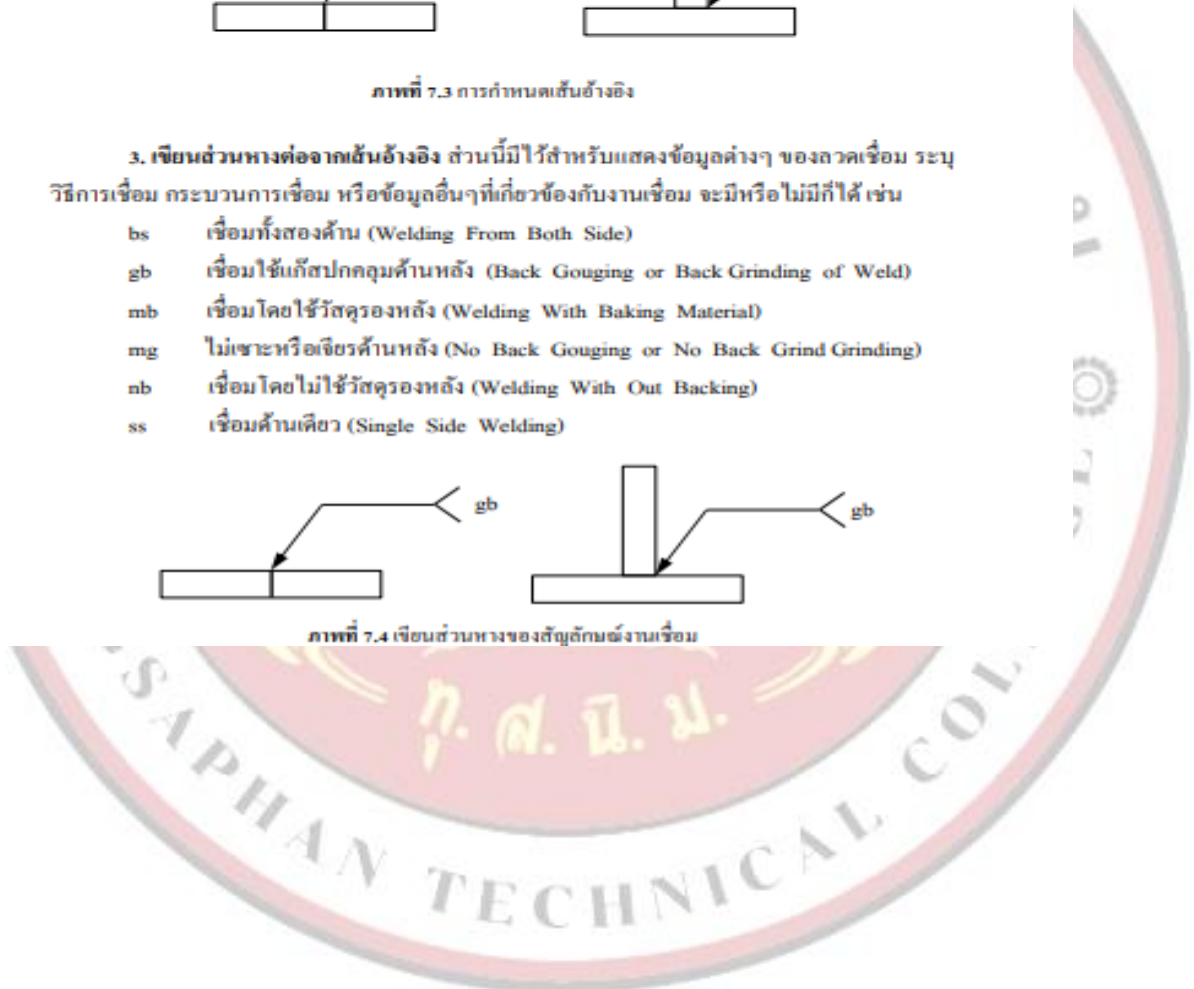 ภาพที่ 7.3 การกำหนดเส้นอ้างอิง
3. เขียนส่วนหางต่อจากเส้นอ้างอิง ส่วนนี้มีไว้สำหรับแสดงข้อมูลต่างๆ ของลวดเชื่อม ระบุ
วิธีการเชื่อม กระบวนการเชื่อม หรือข้อมูลอื่นๆที่เกี่ยวข้องกับงานเชื่อม จะมีหรือไม่มีก็ได้ เช่น
bs เชื่อมทั้งสองด้าน (Welding From Both Side)
gb เชื่อมใช้แก๊สปกคลุมด้านหลัง (Back Gouging or Back Grinding of Weld)
mb เชื่อมโดยใช้วัสดุรองหลัง (Welding With Baking Material)
mg ไม่เซาะหรือเจียรด้านหลัง (No Back Gouging or No Back Grind Grinding)
nb เชื่อมโดยไม่ใช้วัสดุรองหลัง (Welding With Out Backing)
ss เชื่อมด้านเดียว (Single Side Welding)
gb
gb
ภาพที่ 7.4 เขียนส่วนหางของสัญลักษณ์งานเชื่อม
ทุ. ส. นิ. ม.
SAPHAN TECHNICAL COL